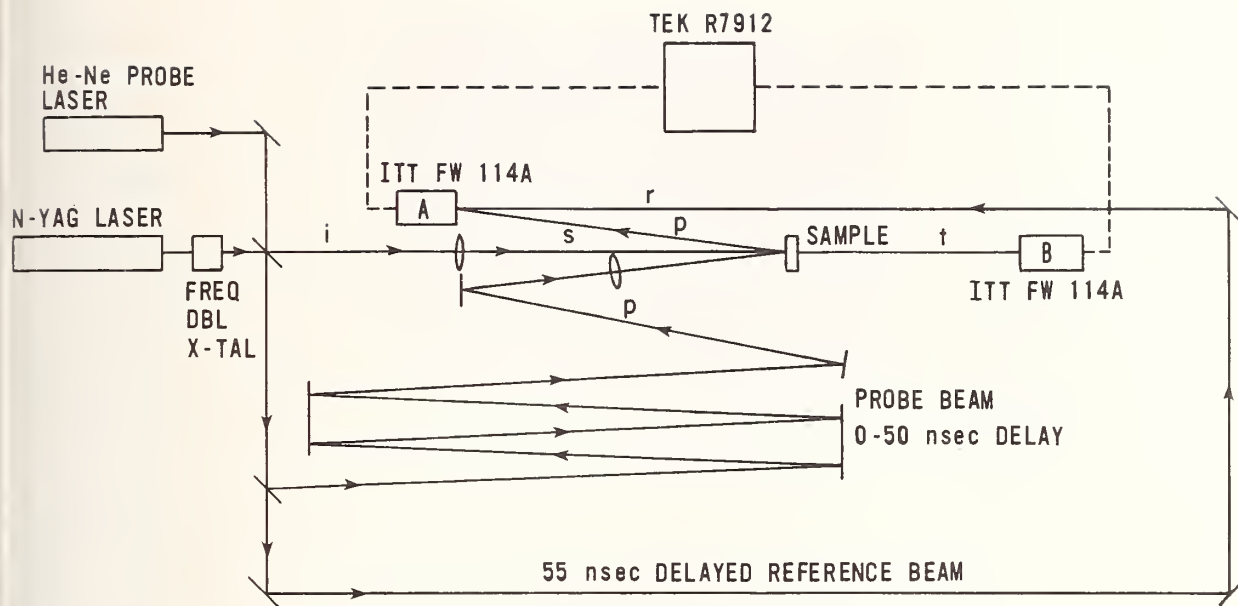 TEK R7912
He-Ne PROBE
LASER
ITT FW 114A
A
r
N-YAG LASER
i
s
p
SAMPLE
t
B
FREQ
DBL
X-TAL
ITT FW 114A
p
PROBE BEAM
0-50 nsec DELAY
55 nsec DELAYED REFERENCE BEAM